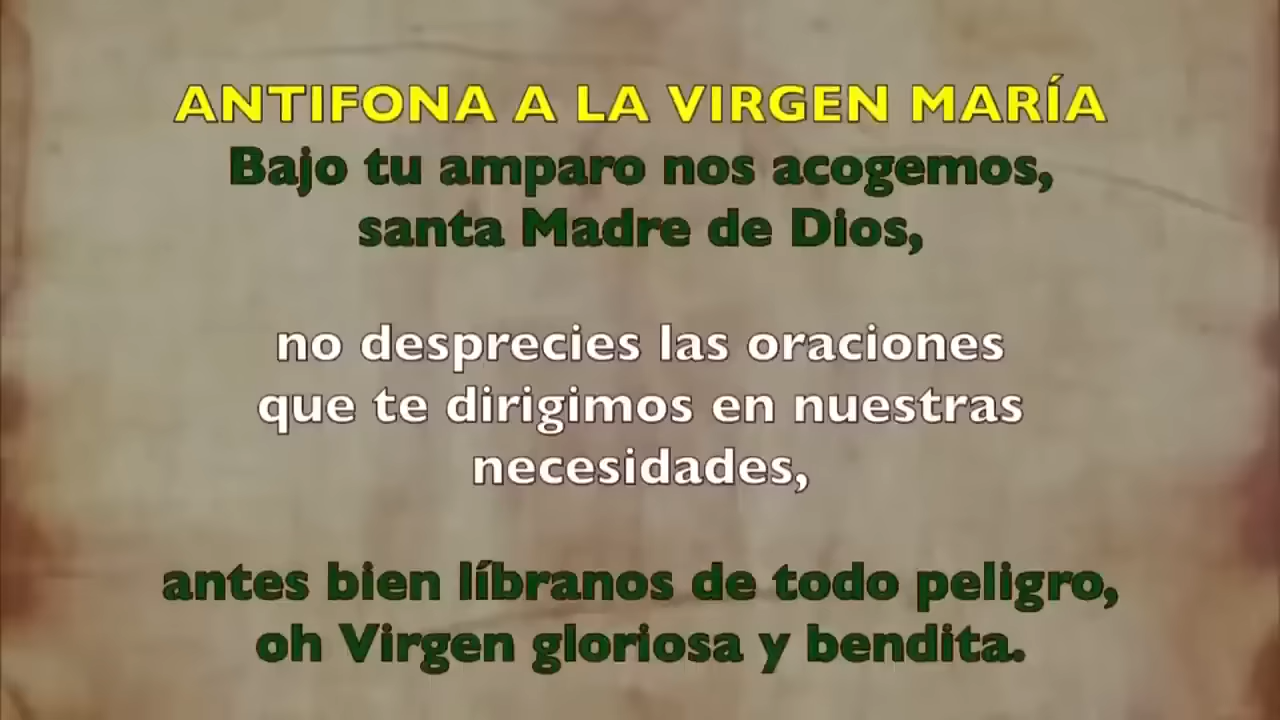 ANTIFONA A LA VIRGEN MARÍA
Bajo tu amparo nos acogemos,
santa Madre de Dios,
no desprecies las oraciones
que te dirigimos en nuestras
necesidades,
antes bien líbranos de todo peligro,
oh Virgen gloriosa y bendita.